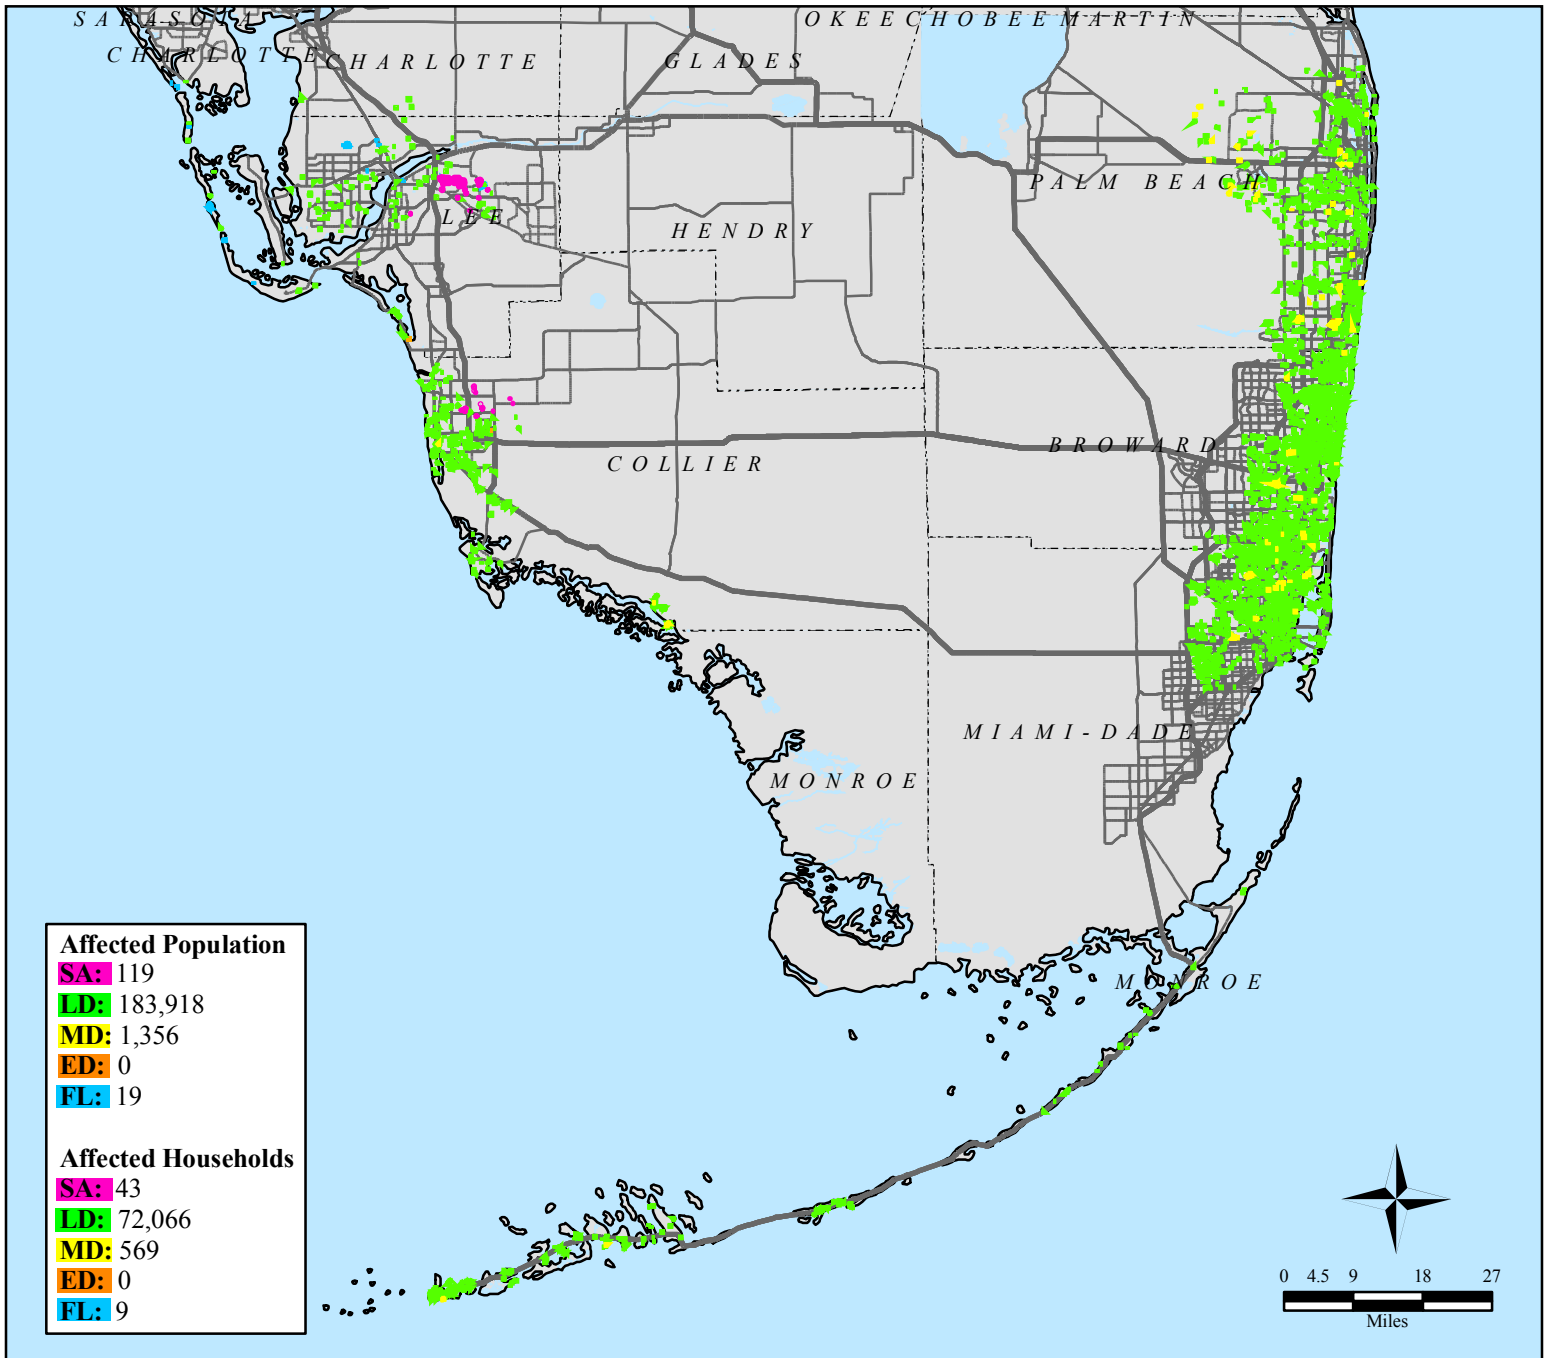 SARASOTA
OKEECHOBEE
MARTIN
CHARLOTTE
CHARLOTTE
GLADES
PALM BEACH
LEE
HENDRY
BROWARD
COLLIER
MIAMI-DADE
MONROE
MONROE
Affected Population
SA: 119
LD: 183,918
MD: 1,356
ED: 0
FL: 19
Affected Households
SA: 43
LD: 72,066
MD: 569
ED: 0
FL: 9
0 4.5 9 18 27
Miles